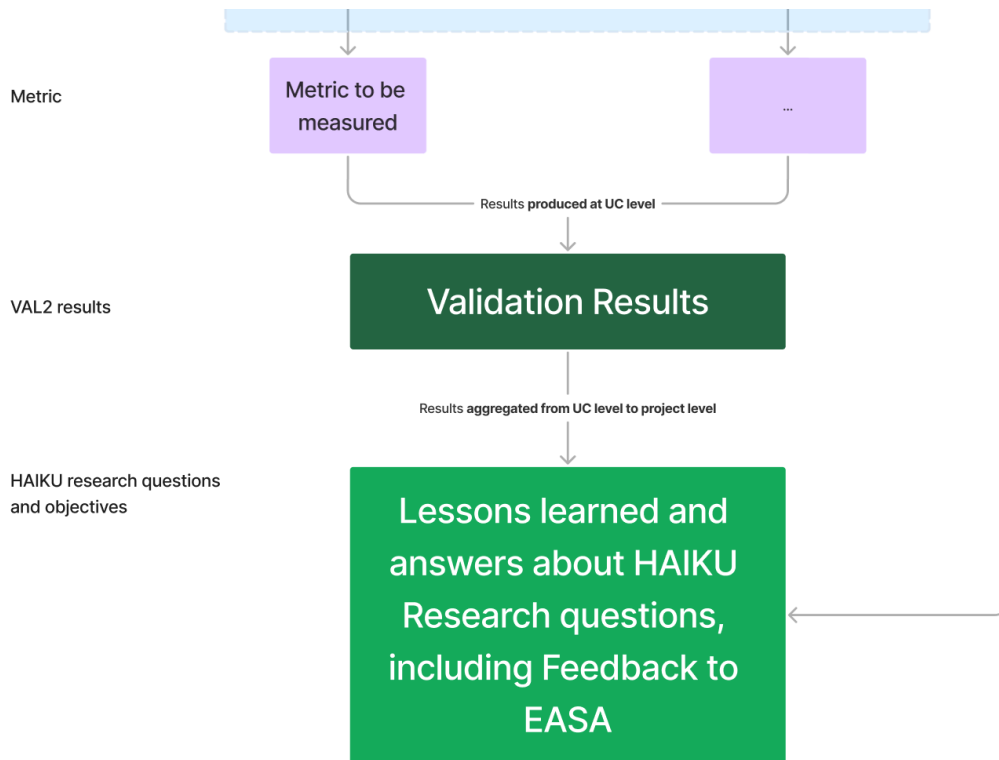 Metric
Metric to be
measured
...
Results produced at UC level
VAL2 results
Validation Results
Results aggregated from UC level to project level
HAIKU research questions
and objectives
Lessons learned and
answers about HAIKU
Research questions,
including Feedback to
EASA